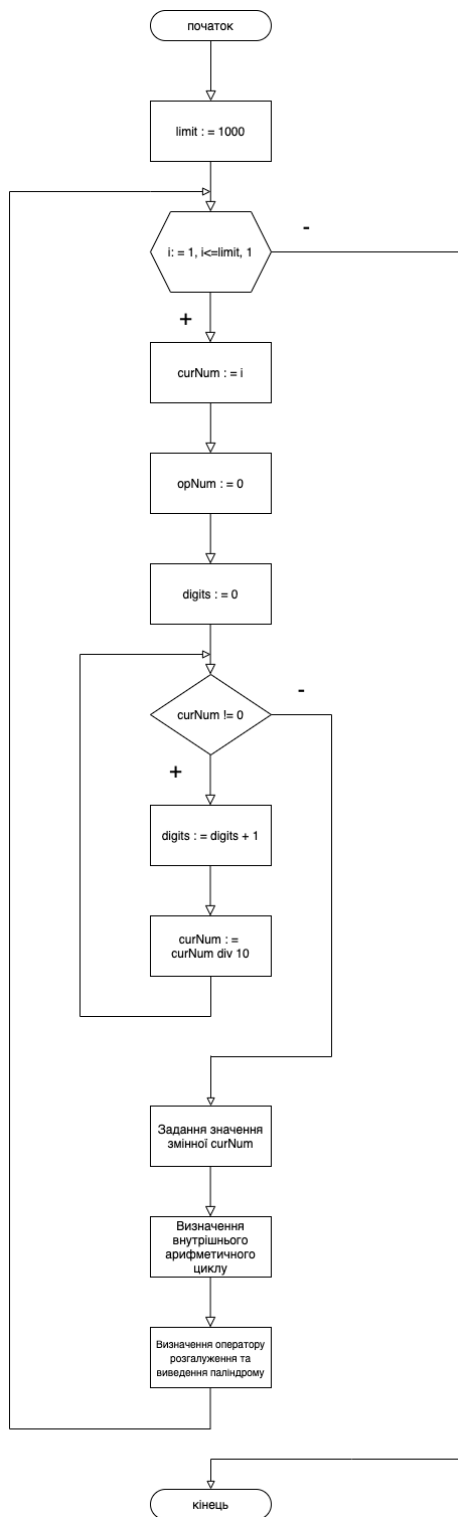 початок
limit : = 1000
-
i: = 1, i<=limit, 1
+
curNum : = i
opNum : = 0
digits : = 0
-
curNum != 0
+
digits : = digits + 1
curNum : =
curNum div 10
Задання значення
змінної curNum
Визначення
внутрішнього
арифметичного
циклу
Визначення оператору
розгалуження та
виведення паліндрому
кінець